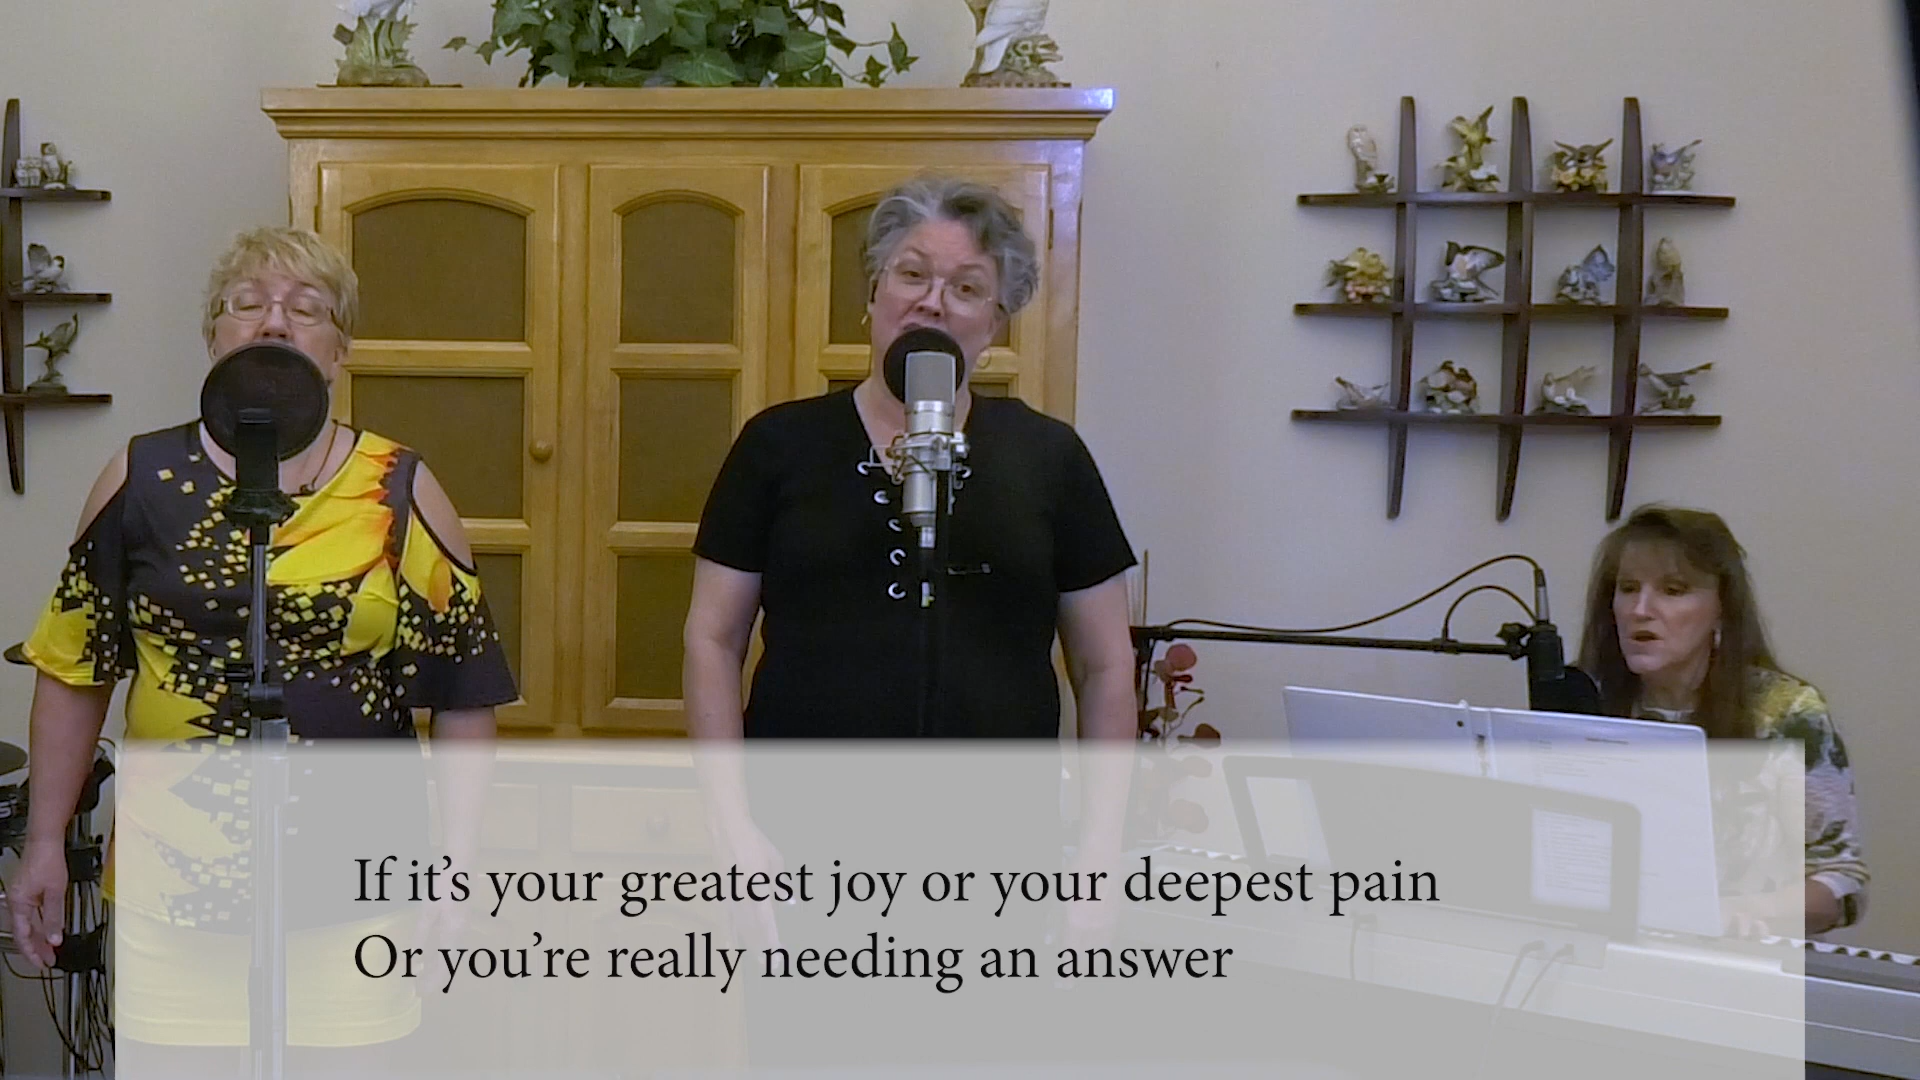 If it’s your greatest joy or your deepest pain
Or you’re really needing an answer